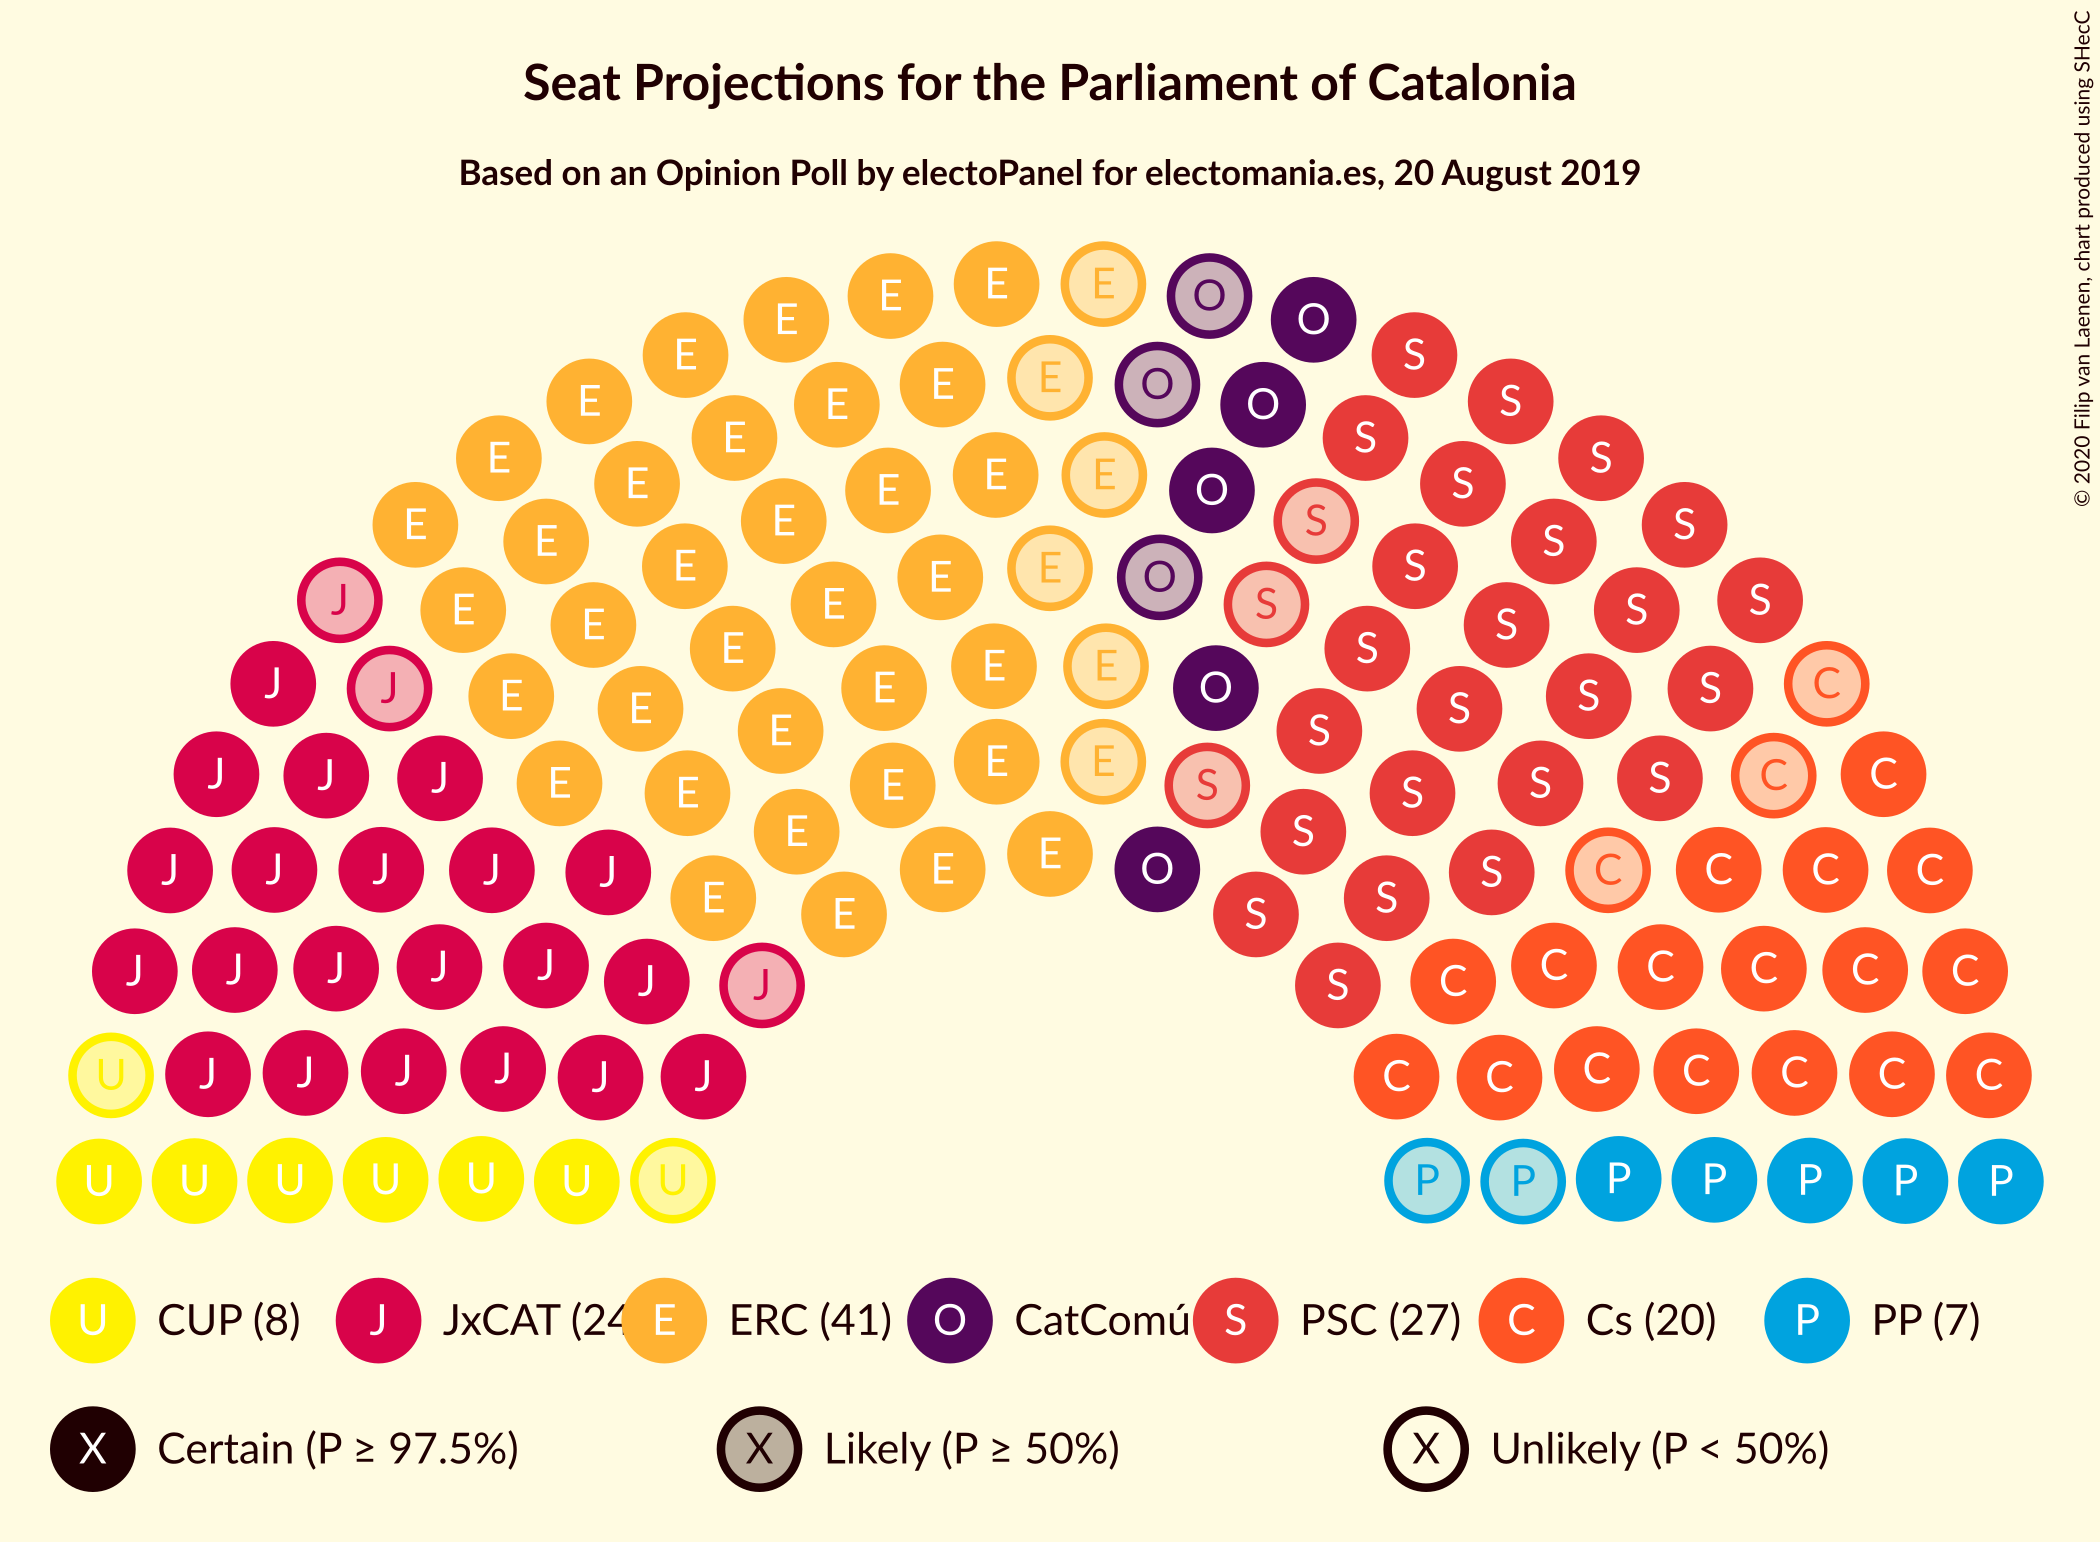 Seat Projections for the Parliament of Catalonia
Based on an Opinion Poll by electoPanel for electomania.es, 20 August 2019
© 2020 Filip van Laenen, chart produced using SHecC
E E E E O O
E E E E E O O S S
E E E E E E O S S S
E E E E E E O S S S S
J E E E E S S S S S
J J E E E E E O S S S C
J J J E E E E E E S S S S S C C
J J J J J E E E E E O S S S S C C C C
J J J J J J J S C C C C C C
U J J J J J J C C C C C C C
U U U U U U U P P P P P P P
U CUP (8) J JxCAT (24 E ERC (41) O CatComú S PSC (27) C Cs (20) P PP (7)
X Certain (P ≥ 97.5%) X Likely (P ≥ 50%) X Unlikely (P < 50%)